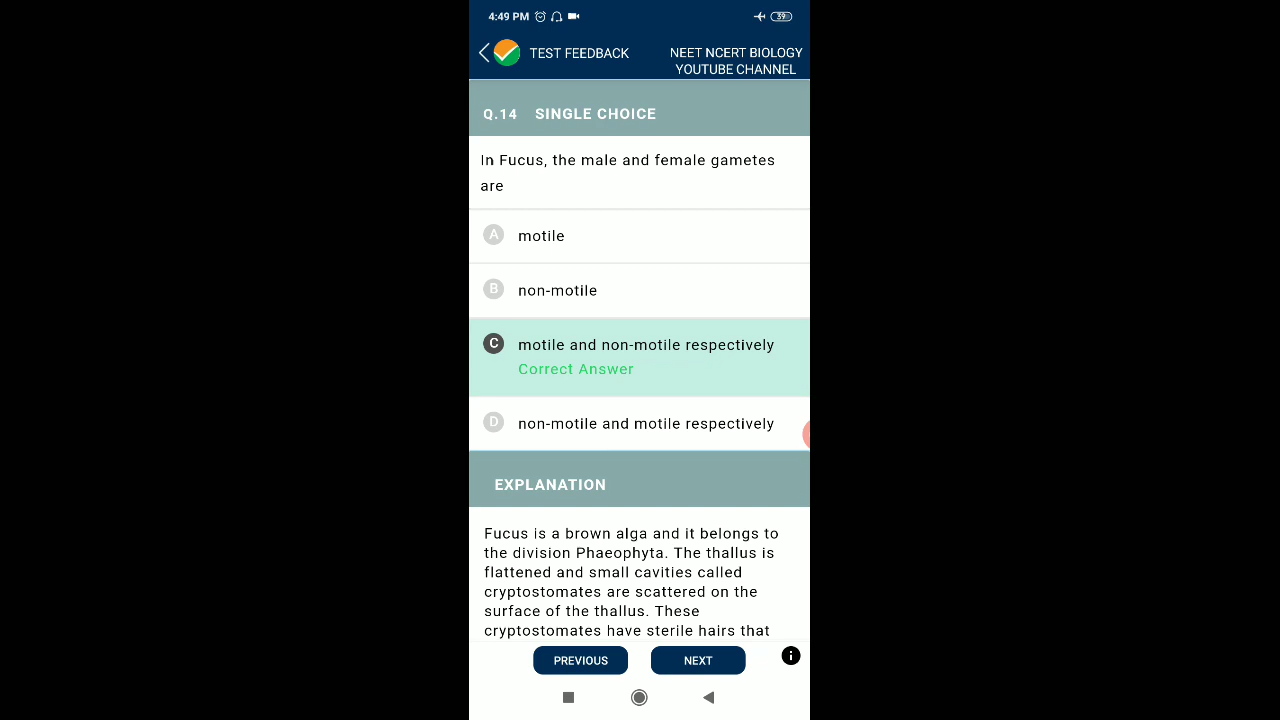 4:49 PM 39
TEST FEEDBACK
NEET NCERT BIOLOGY
YOUTUBE CHANNEL
Q.14 SINGLE CHOICE
In Fucus, the male and female gametes
are
A motile
B non-motile
C motile and non-motile respectively
Correct Answer
D non-motile and motile respectively
EXPLANATION
Fucus is a brown alga and it belongs to
the division Phaeophyta. The thallus is
flattened and small cavities called
cryptostomates are scattered on the
surface of the thallus. These
cryptostomates have sterile hairs that
PREVIOUS NEXT